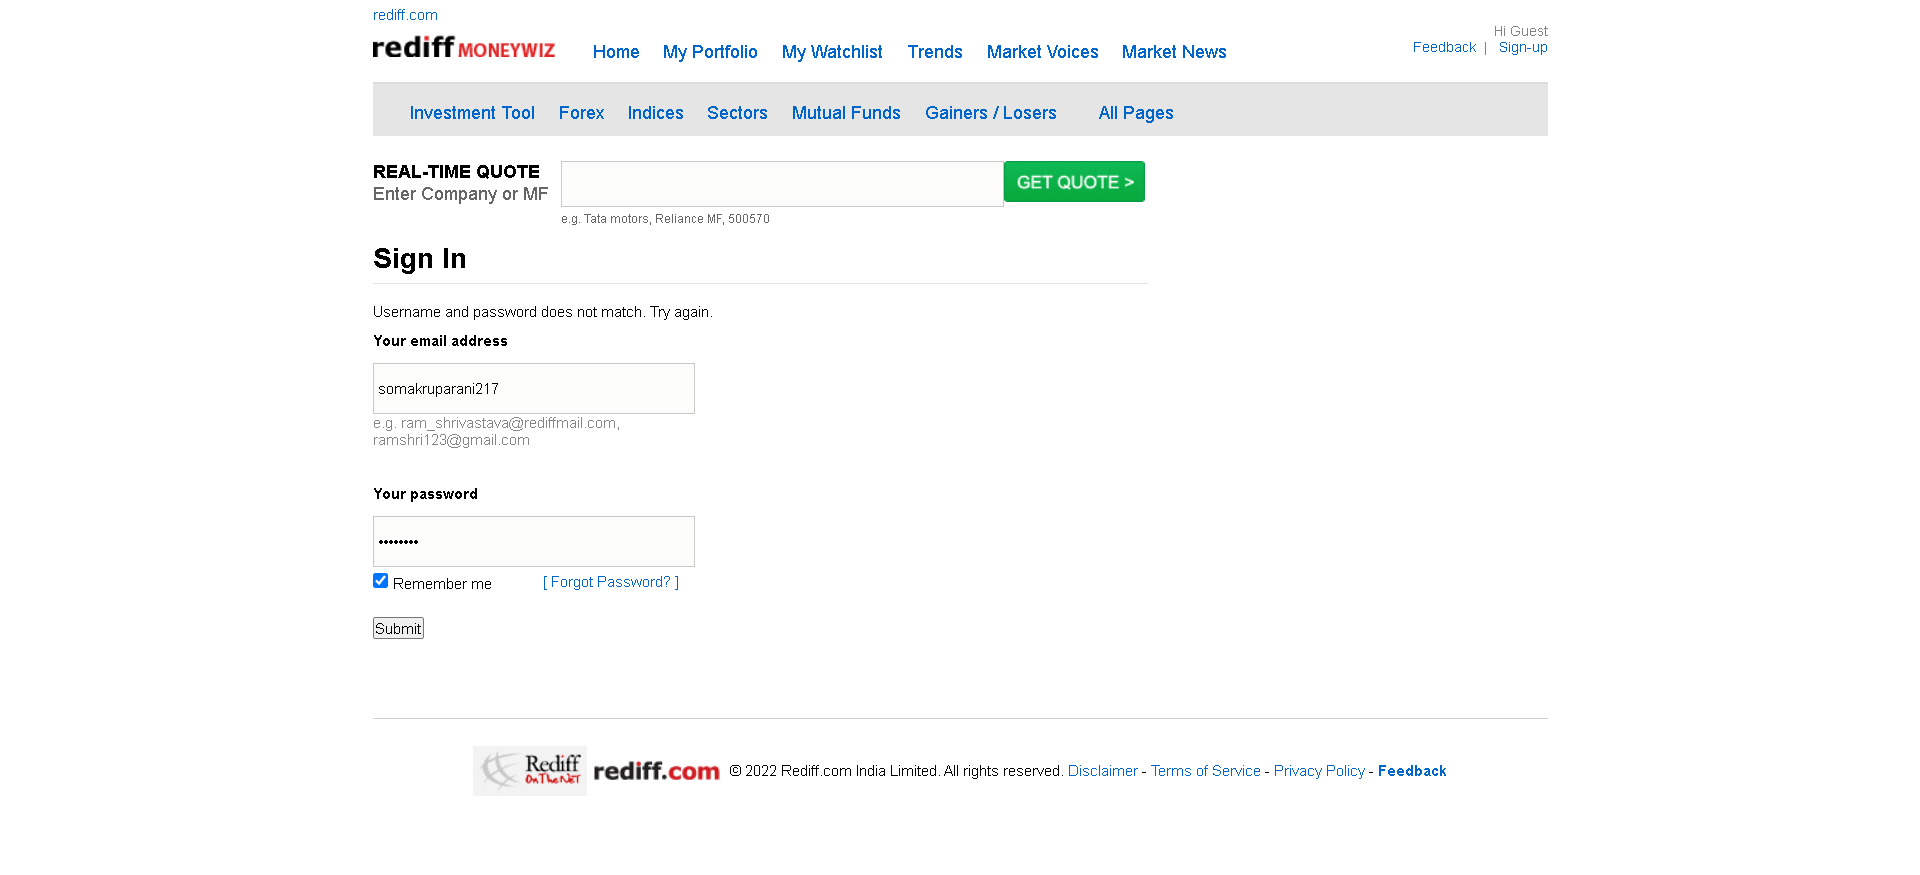 rediff.com
Hi Guest
rediff MONEYWIZ Home My Portfolio My Watchlist Trends Market Voices Market News Feedback | Sign-up
Investment Tool Forex Indices Sectors Mutual Funds Gainers / Losers All Pages
REAL-TIME QUOTE
Enter Company or MF
GET QUOTE >
e.g. Tata motors, Reliance MF, 500570
Sign In
Username and password does not match. Try again.
Your email address
somakruparani217
e.g. ram_shrivastava@rediffmail.com,
ramshri123@gmail.com
Your password
••••••••
Remember me [ Forgot Password? ]
Submit
Rediff
ON THE NET
rediff.com © 2022 Rediff.com India Limited. All rights reserved. Disclaimer - Terms of Service - Privacy Policy - Feedback